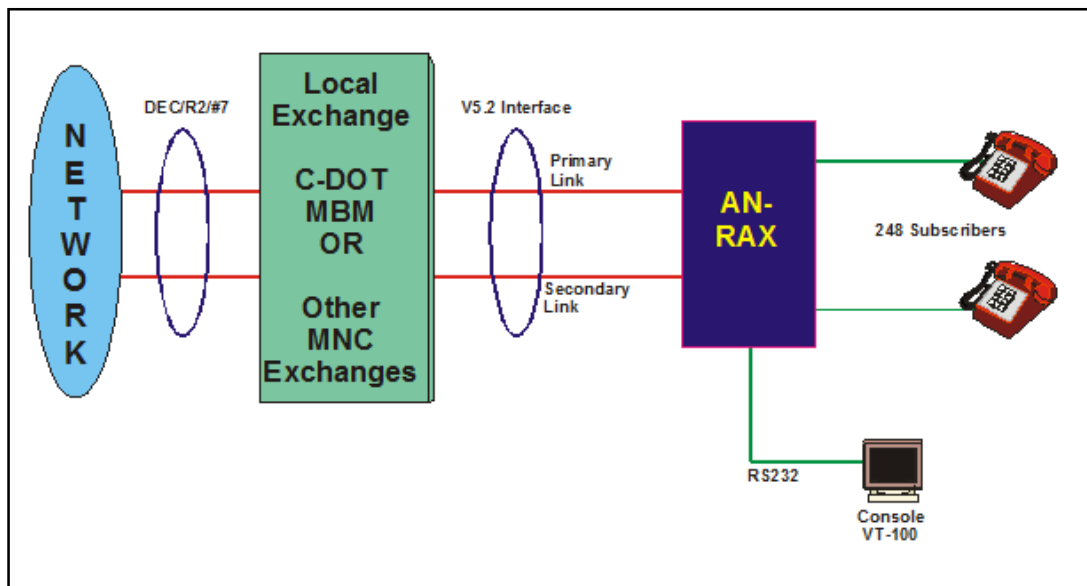 NETWORK
DEC/R2/#7
Local
Exchange
C-DOT
MBM
OR
Other
MNC
Exchanges
V5.2 Interface
Primary
Link
Secondary
Link
AN-
RAX
248 Subscribers
RS232
Console
VT-100